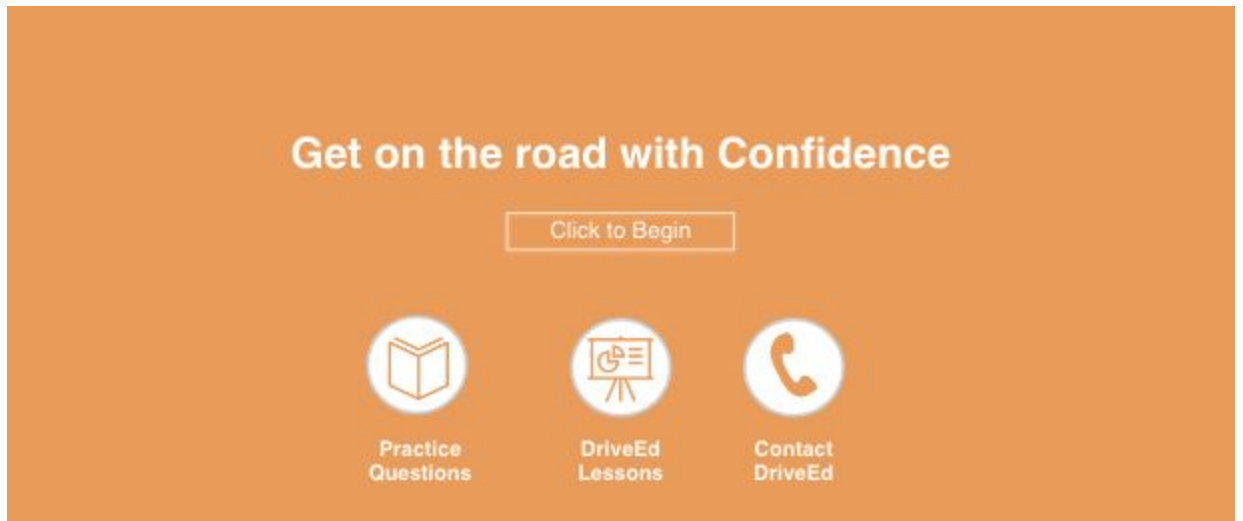 Get on the road with Confidence
Click to Begin
Practice
Questions
DriveEd
Lessons
Contact
DriveEd